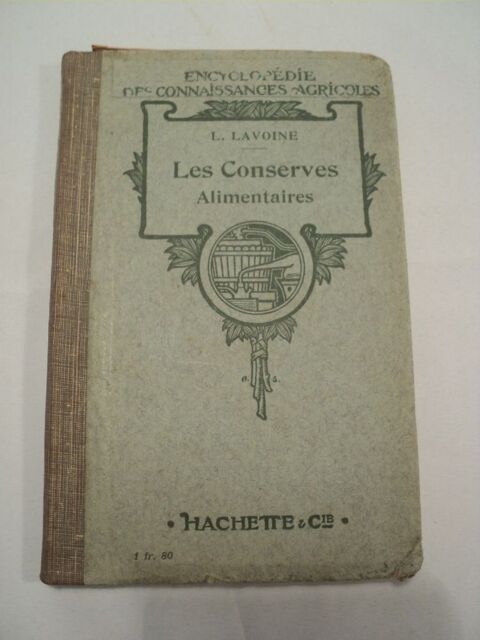 ENCYCLOPÉDIE
DES CONNAISSANCES AGRICOLES
L. LAVOINE
Les Conserves
Alimentaires
a. s.
• HACHETTE & CIE •
1 fr. 80